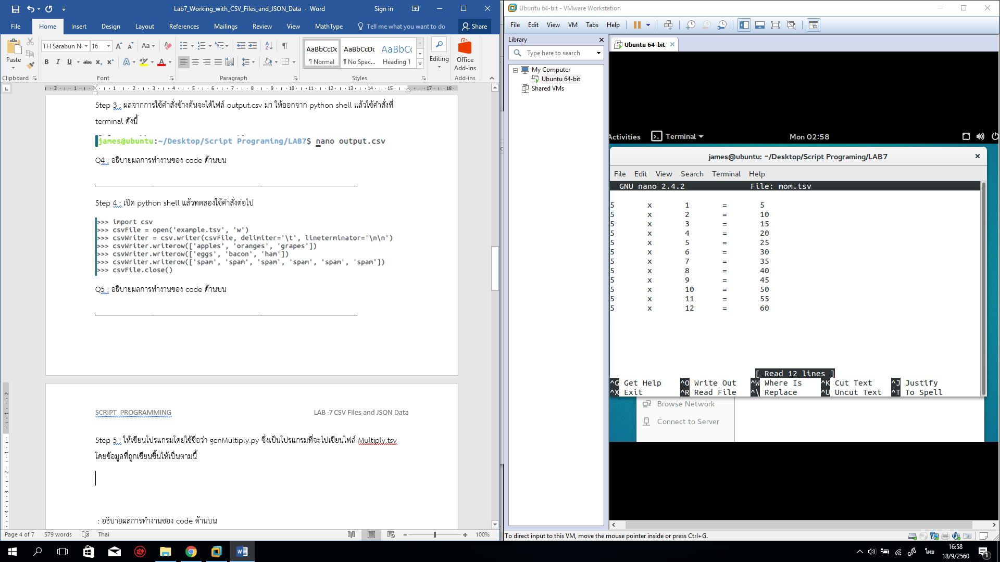 Lab7_Working_with_CSV_Files_and_JSON_Data - Word
Sign in
File Home Insert Design Layout References Mailings Review View MathType Tell me what you want to do Share
TH Sarabun N 16
Paste
AaBbCcDc AaBbCcDc AaBbCc
¶ Normal ¶ No Spac... Heading 1
Editing
Office Add-ins
Clipboard Font Paragraph Styles Add-ins
Step 3 : ผลจากการใช้คำสั่งข้างต้นจะได้ไฟล์ output.csv มา ให้ออกจาก python shell แล้วใช้คำสั่งที่
terminal ดังนี้
james@ubuntu:~/Desktop/Script Programing/LAB7$ nano output.csv
Q4 : อธิบายผลการทำงานของ code ด้านบน
Step 4 : เปิด python shell แล้วทดลองใช้คำสั่งต่อไป
>>> import csv
>>> csvFile = open('example.tsv', 'w')
>>> csvWriter = csv.writer(csvFile, delimiter='\t', lineterminator='\n\n')
>>> csvWriter.writerow(['apples', 'oranges', 'grapes'])
>>> csvWriter.writerow(['eggs', 'bacon', 'ham'])
>>> csvWriter.writerow(['spam', 'spam', 'spam', 'spam', 'spam', 'spam'])
>>> csvFile.close()
Q5 : อธิบายผลการทำงานของ code ด้านบน
SCRIPT PROGRAMMING LAB :7 CSV Files and JSON Data
Step 5 : ให้เขียนโปรแกรมโดยใช้ชื่อว่า genMultiply.py ซึ่งเป็นโปรแกรมที่จะไปเขียนไฟล์ Multiply.tsv
โดยข้อมูลที่ถูกเขียนขึ้นให้เป็นตามนี้
: อธิบายผลการทำงานของ code ด้านบน
Page 4 of 7 579 words Thai 100%
Ubuntu 64-bit - VMware Workstation
File Edit View VM Tabs Help
Library
Type here to search
My Computer
Ubuntu 64-bit
Shared VMs
Ubuntu 64-bit
Activities Terminal Mon 02:58
james@ubuntu: ~/Desktop/Script Programing/LAB7
File Edit View Search Terminal Help
GNU nano 2.4.2 File: mom.tsv
5 x 1 = 5
5 x 2 = 10
5 x 3 = 15
5 x 4 = 20
5 x 5 = 25
5 x 6 = 30
5 x 7 = 35
5 x 8 = 40
5 x 9 = 45
5 x 10 = 50
5 x 11 = 55
5 x 12 = 60
[ Read 12 lines ]
^G Get Help ^O Write Out ^W Where Is ^K Cut Text ^J Justify
^X Exit ^R Read File ^\ Replace ^U Uncut Text ^T To Spell
Browse Network
Connect to Server
To direct input to this VM, move the mouse pointer inside or press Ctrl+G.
ไทย
16:58
18/9/2560
1